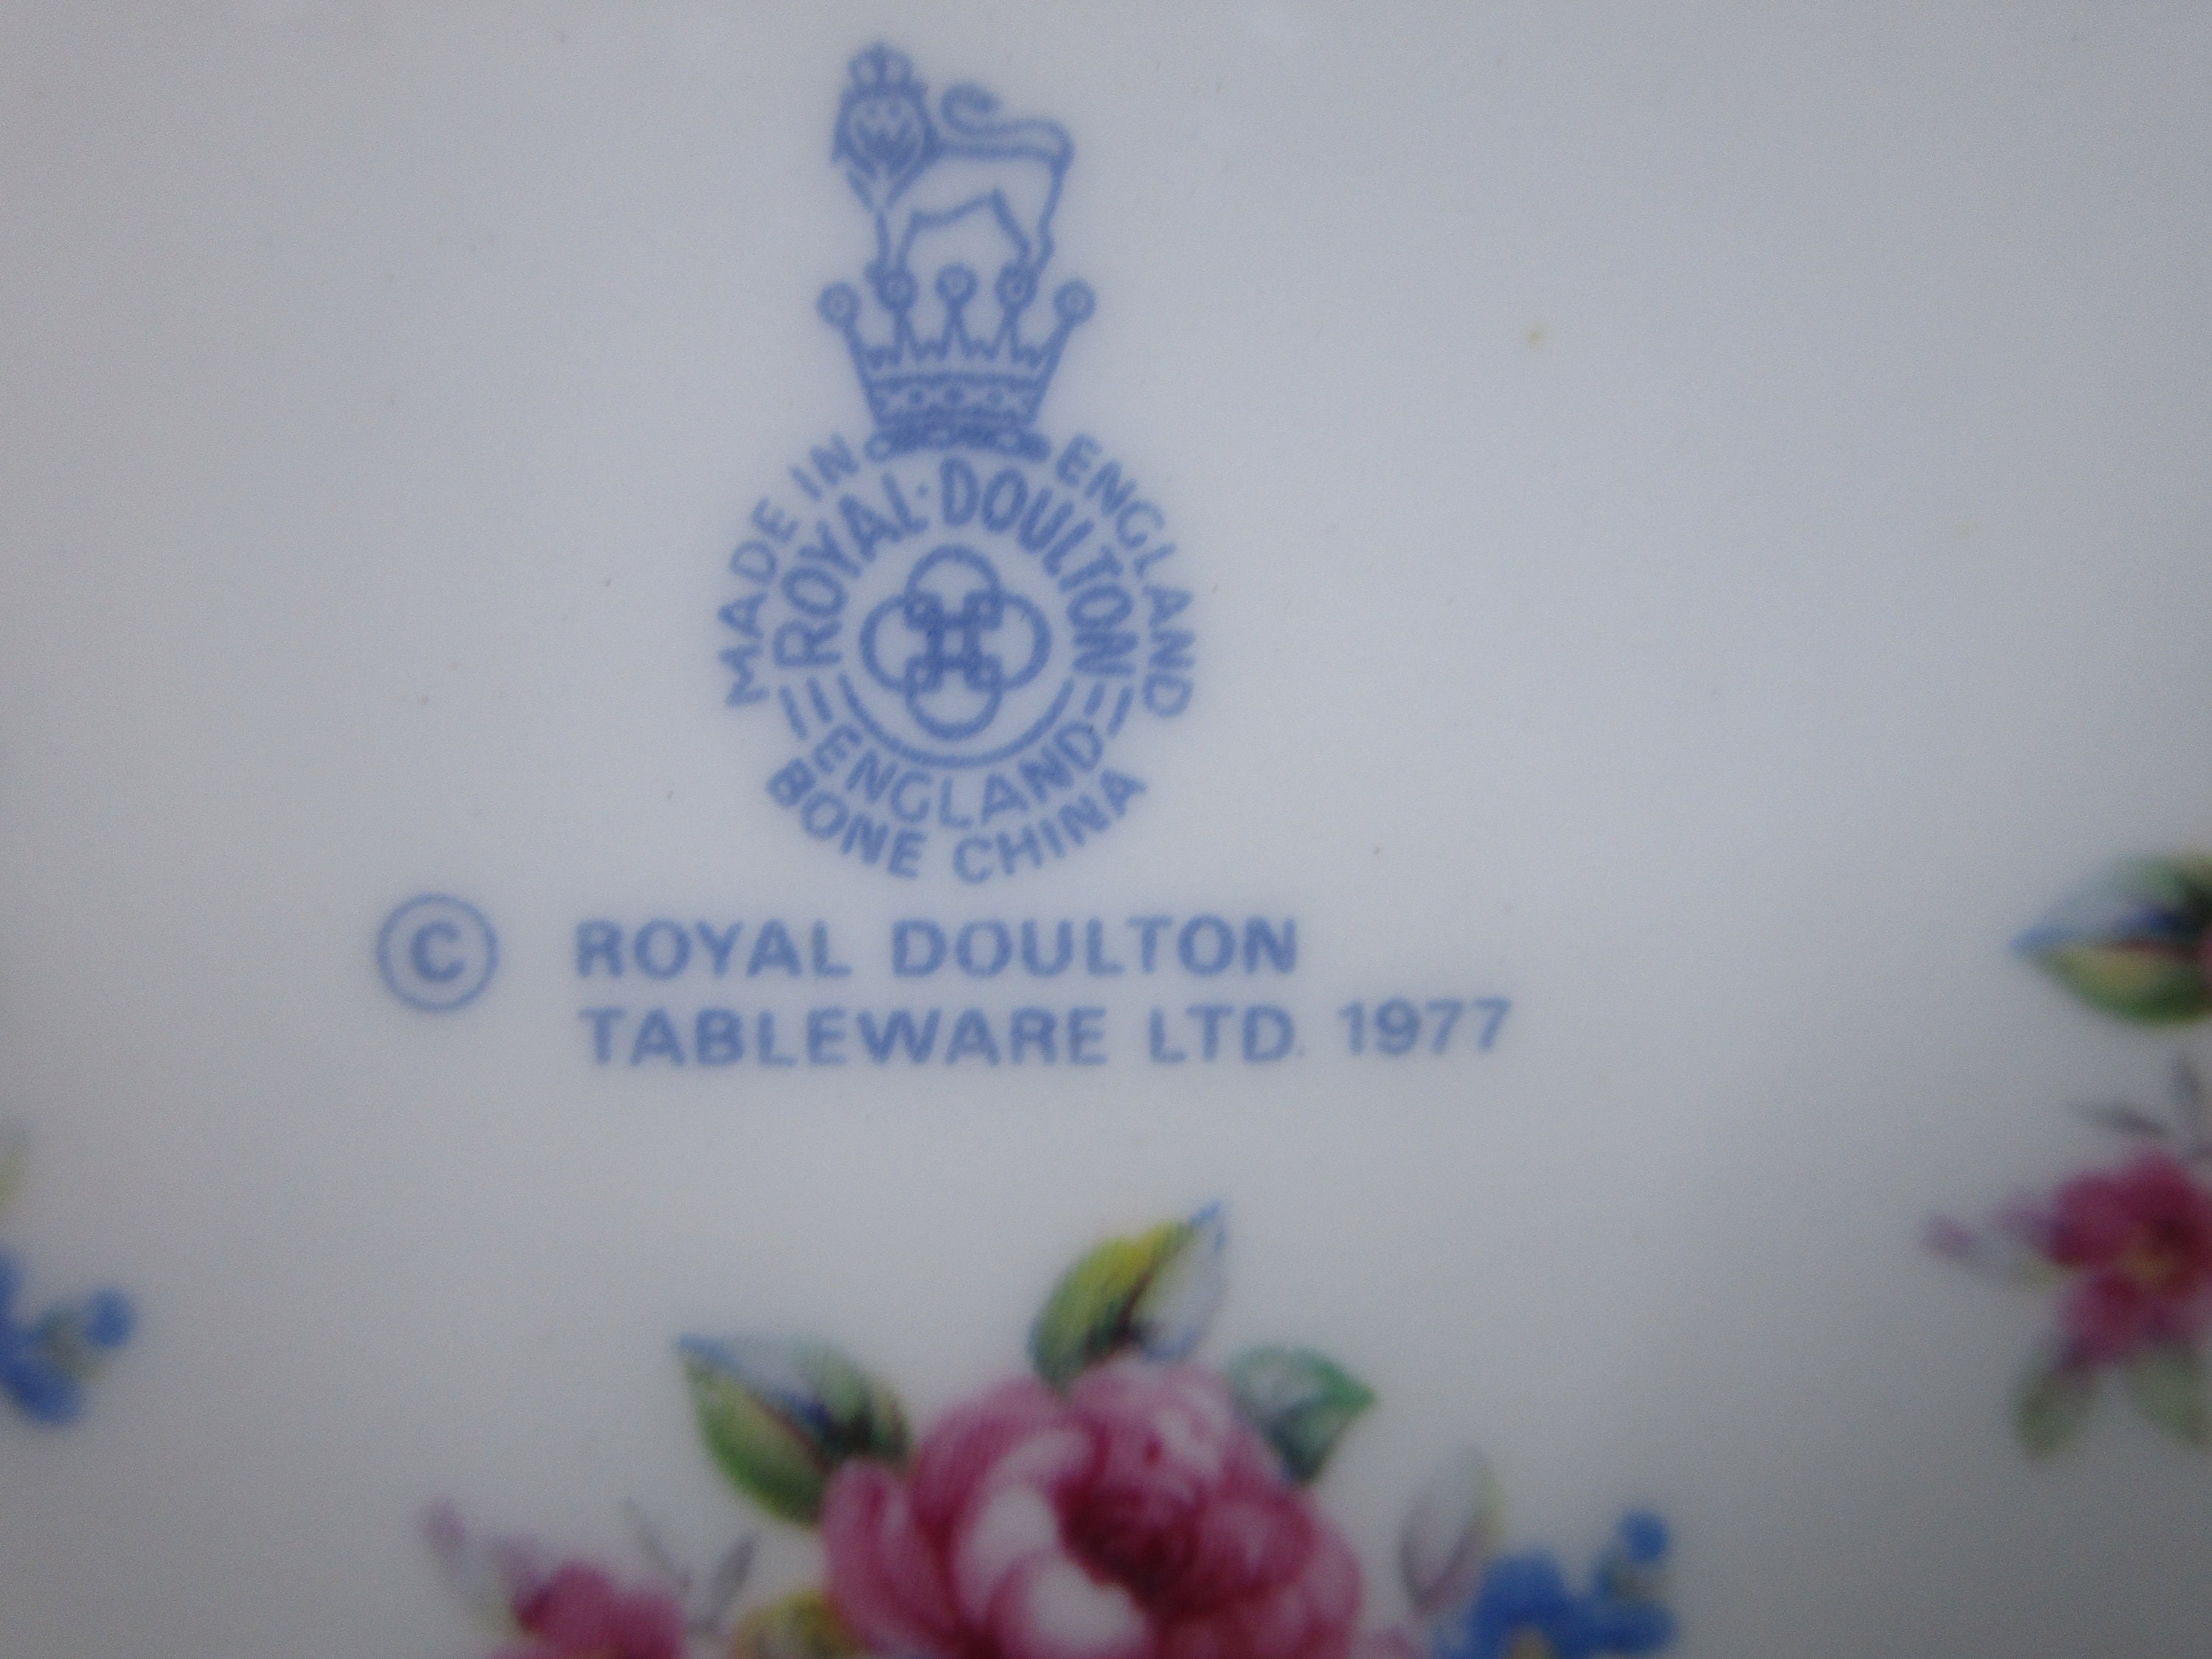 MADE IN ENGLAND
ROYAL · DOULTON
ENGLAND
BONE CHINA
© ROYAL DOULTON
TABLEWARE LTD. 1977